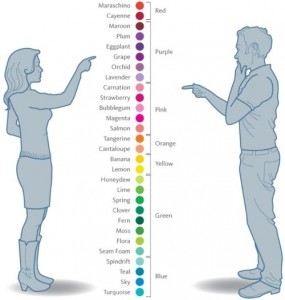 Maraschino
Cayenne
Maroon
Plum
Eggplant
Grape
Orchid
Lavender
Carnation
Strawberry
Bubblegum
Magenta
Salmon
Tangerine
Cantaloupe
Banana
Lemon
Honeydew
Lime
Spring
Clover
Fern
Moss
Flora
Seam Foam
Spindrift
Teal
Sky
Turquoise
Red
Purple
Pink
Orange
Yellow
Green
Blue